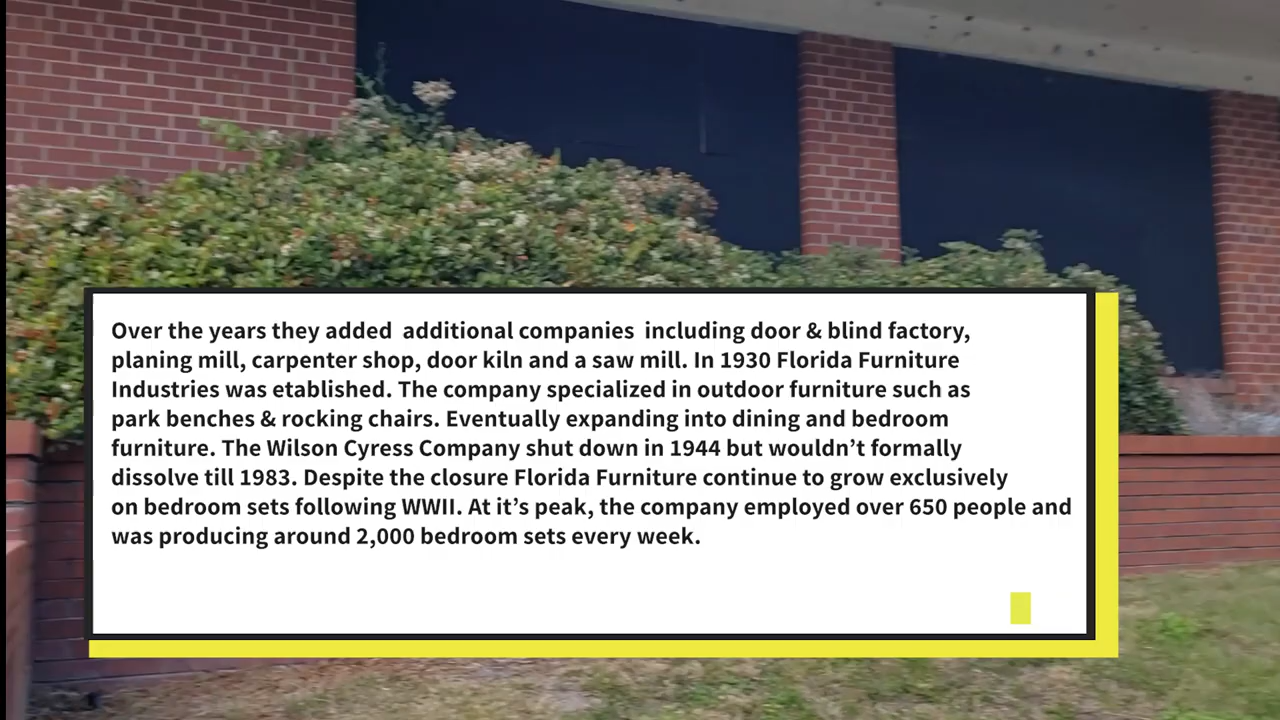 Over the years they added  additional companies  including door & blind factory,
planing mill, carpenter shop, door kiln and a saw mill. In 1930 Florida Furniture
Industries was etablished. The company specialized in outdoor furniture such as
park benches & rocking chairs. Eventually expanding into dining and bedroom
furniture. The Wilson Cyress Company shut down in 1944 but wouldn’t formally
dissolve till 1983. Despite the closure Florida Furniture continue to grow exclusively
on bedroom sets following WWII. At it’s peak, the company employed over 650 people and
was producing around 2,000 bedroom sets every week.